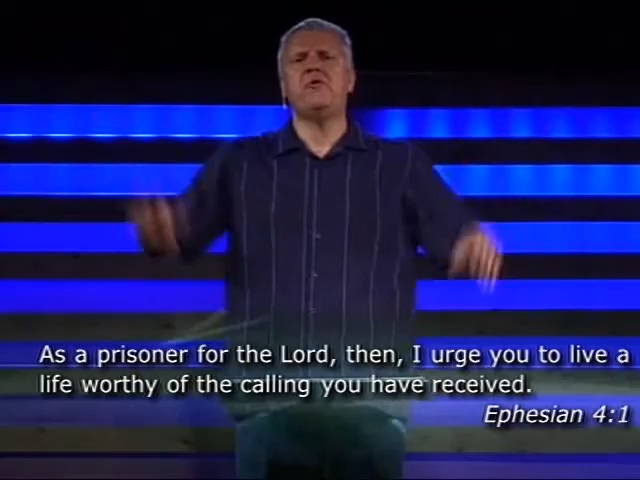 As a prisoner for the Lord, then, I urge you to live a
life worthy of the calling you have received.
Ephesian 4:1